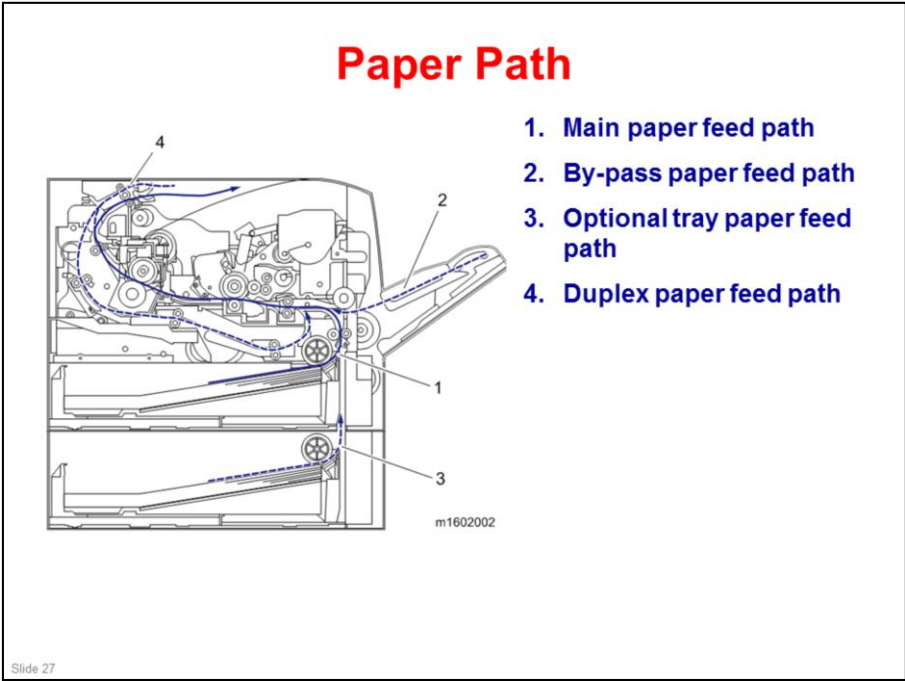 Paper Path
1. Main paper feed path
2. By-pass paper feed path
3. Optional tray paper feed
path
4. Duplex paper feed path
4
2
1
3
m1602002
Slide 27